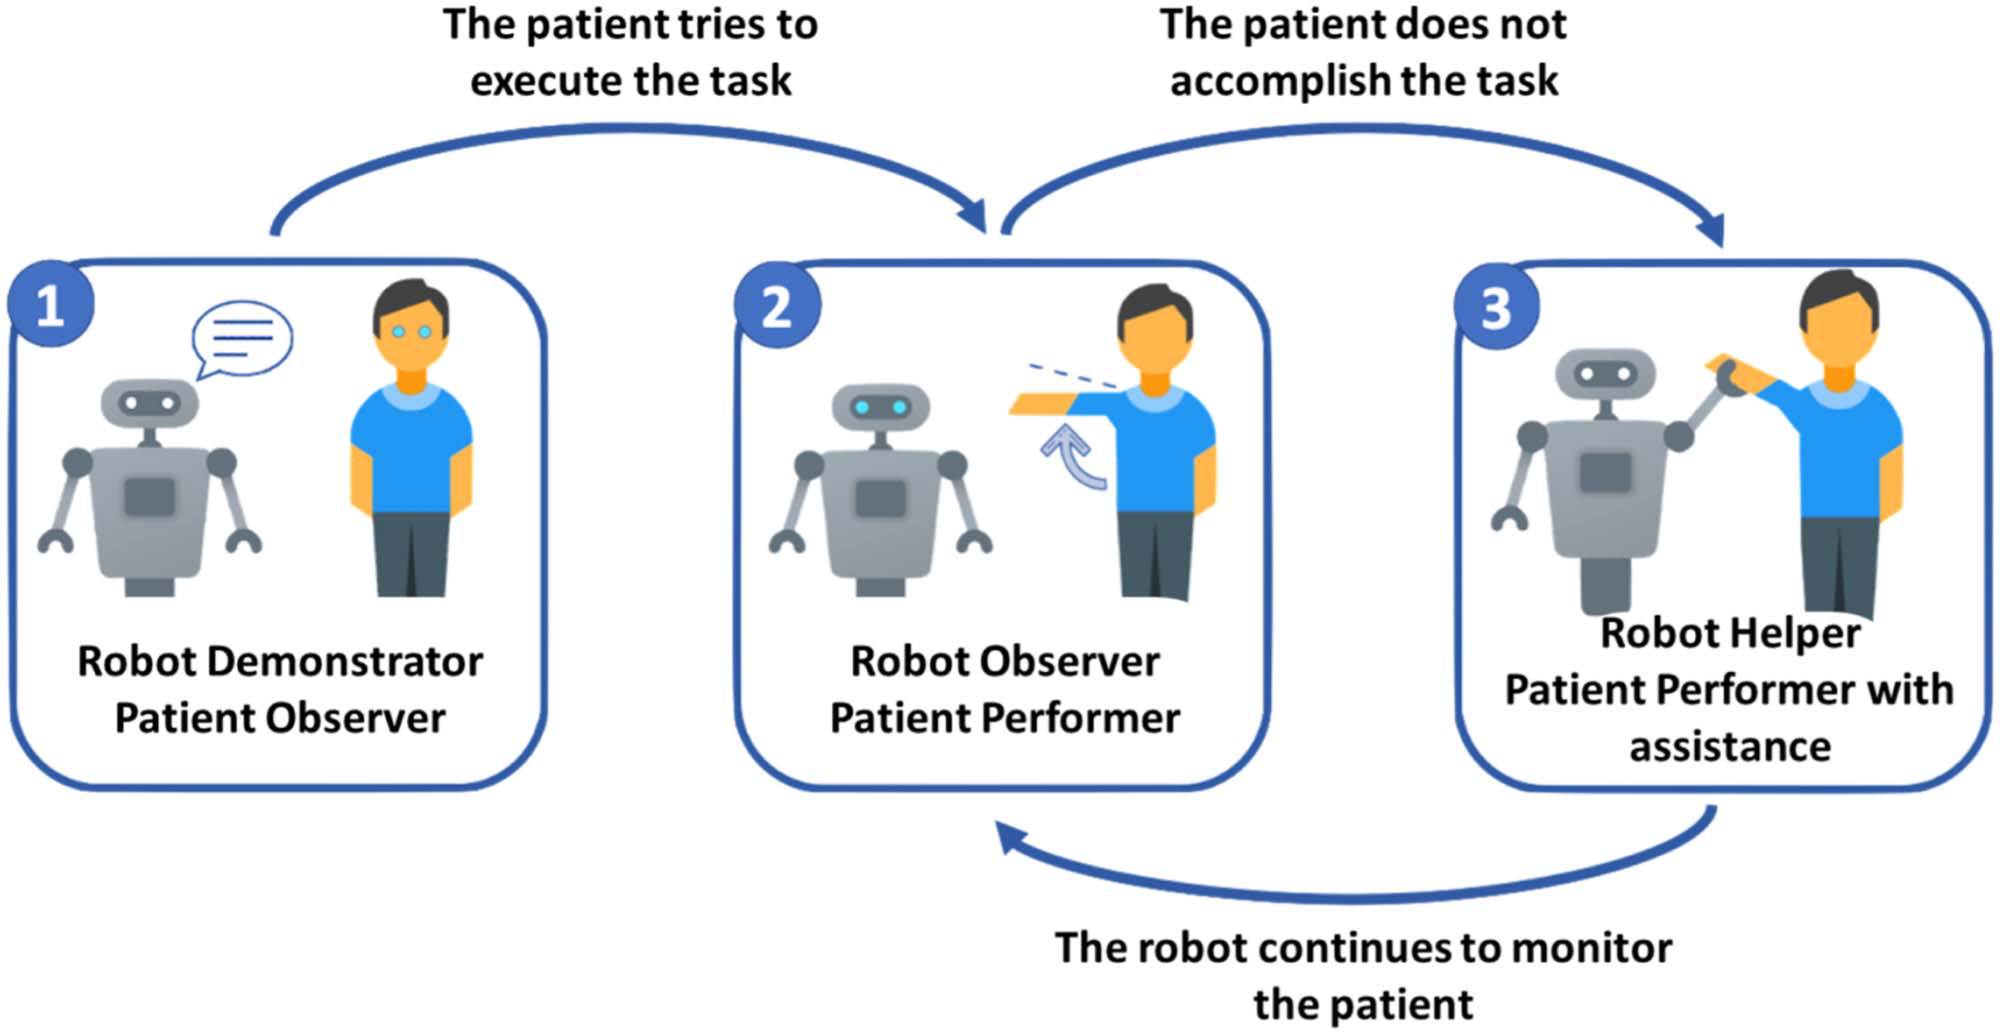 The patient tries to
execute the task
The patient does not
accomplish the task
1
Robot Demonstrator
Patient Observer
2
Robot Observer
Patient Performer
3
Robot Helper
Patient Performer with
assistance
The robot continues to monitor
the patient